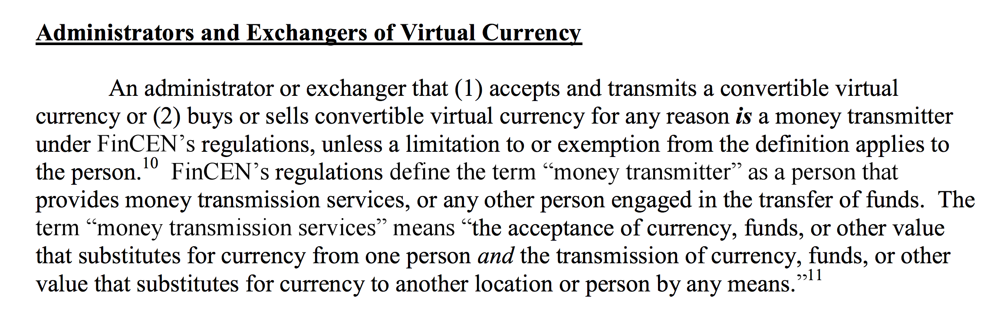 Administrators and Exchangers of Virtual Currency
An administrator or exchanger that (1) accepts and transmits a convertible virtual
currency or (2) buys or sells convertible virtual currency for any reason is a money transmitter
under FinCEN’s regulations, unless a limitation to or exemption from the definition applies to
the person.10 FinCEN’s regulations define the term “money transmitter” as a person that
provides money transmission services, or any other person engaged in the transfer of funds. The
term “money transmission services” means “the acceptance of currency, funds, or other value
that substitutes for currency from one person and the transmission of currency, funds, or other
value that substitutes for currency to another location or person by any means.”11